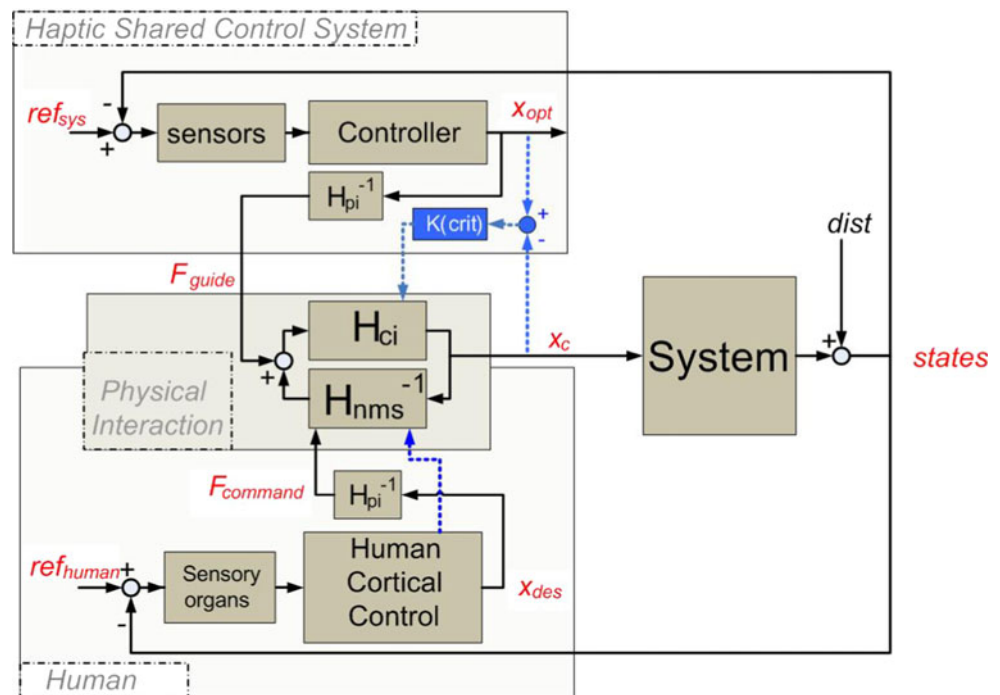 Haptic Shared Control System
ref_sys
-
+
sensors
Controller
x_opt
H_pi^-1
K(crit)
+
-
dist
F_guide
H_ci
+
H_nms^-1
x_c
System
+
states
Physical
Interaction
F_command
H_pi^-1
ref_human
+
-
Sensory
organs
Human
Cortical
Control
x_des
Human